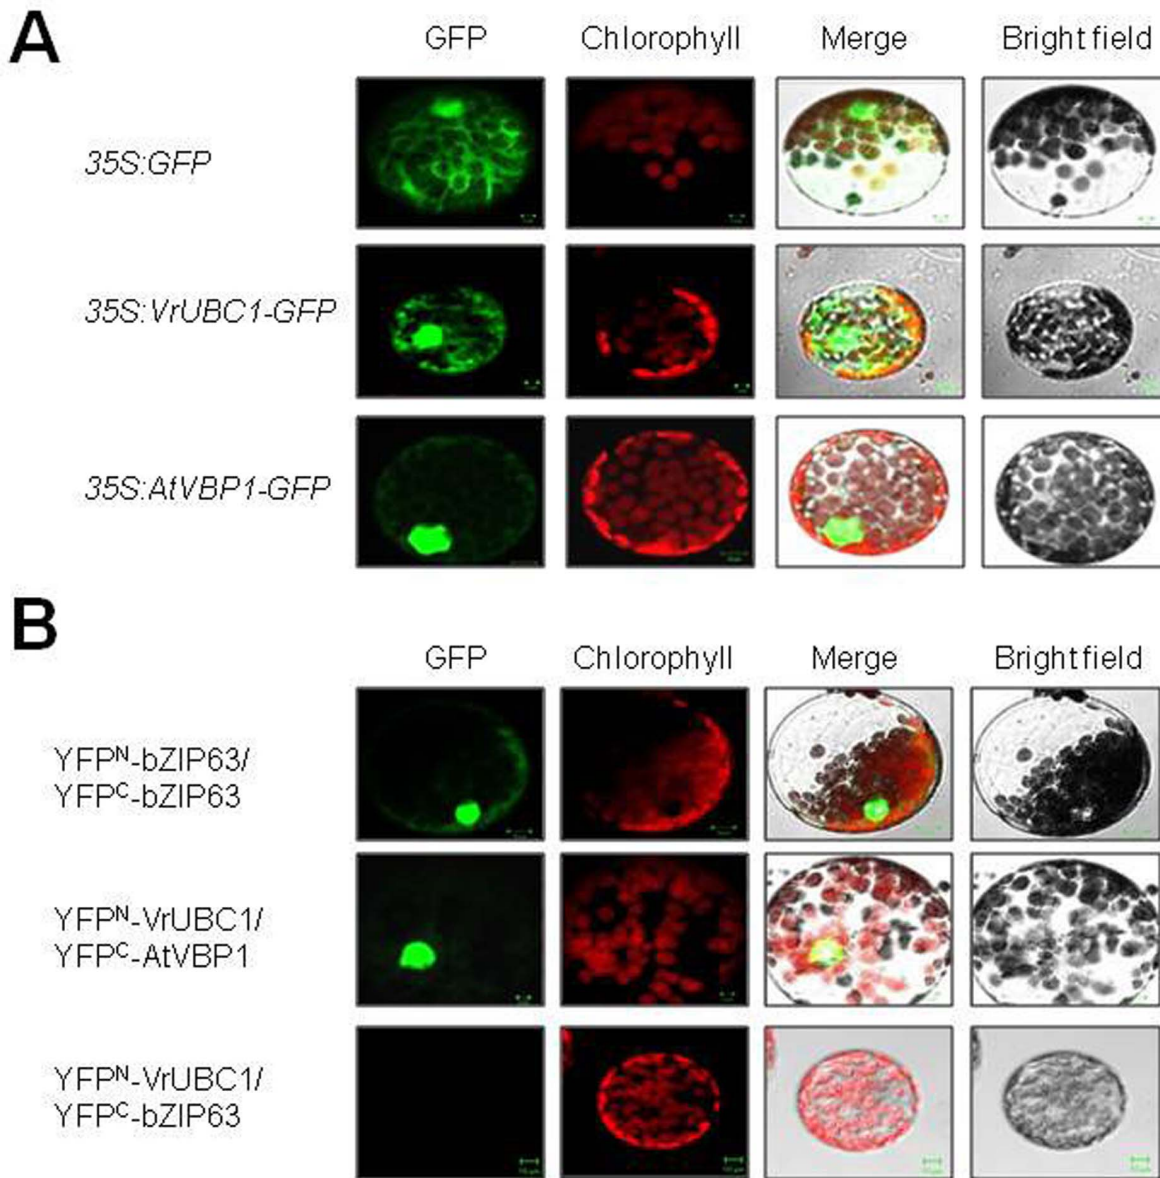 A
GFP Chlorophyll Merge Bright field
35S:GFP
35S:VrUBC1-GFP
35S:AtVBP1-GFP
B
GFP Chlorophyll Merge Bright field
YFPᴺ-bZIP63/
YFPᶜ-bZIP63
YFPᴺ-VrUBC1/
YFPᶜ-AtVBP1
YFPᴺ-VrUBC1/
YFPᶜ-bZIP63